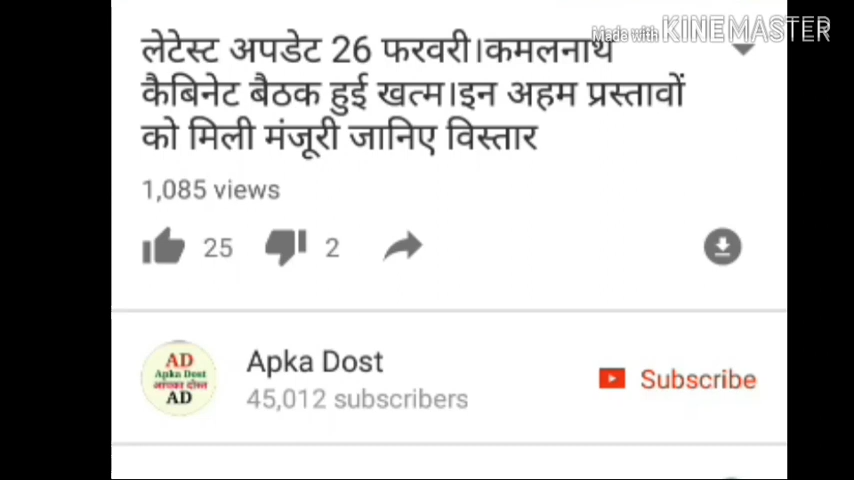 Made with KINEMASTER
लेटेस्ट अपडेट 26 फरवरी।कमलनाथ
कैबिनेट बैठक हुई खत्म।इन अहम प्रस्तावों
को मिली मंजूरी जानिए विस्तार
1,085 views
25 2
AD
Apka Dost
आपका दोस्त
AD
Apka Dost
45,012 subscribers
Subscribe